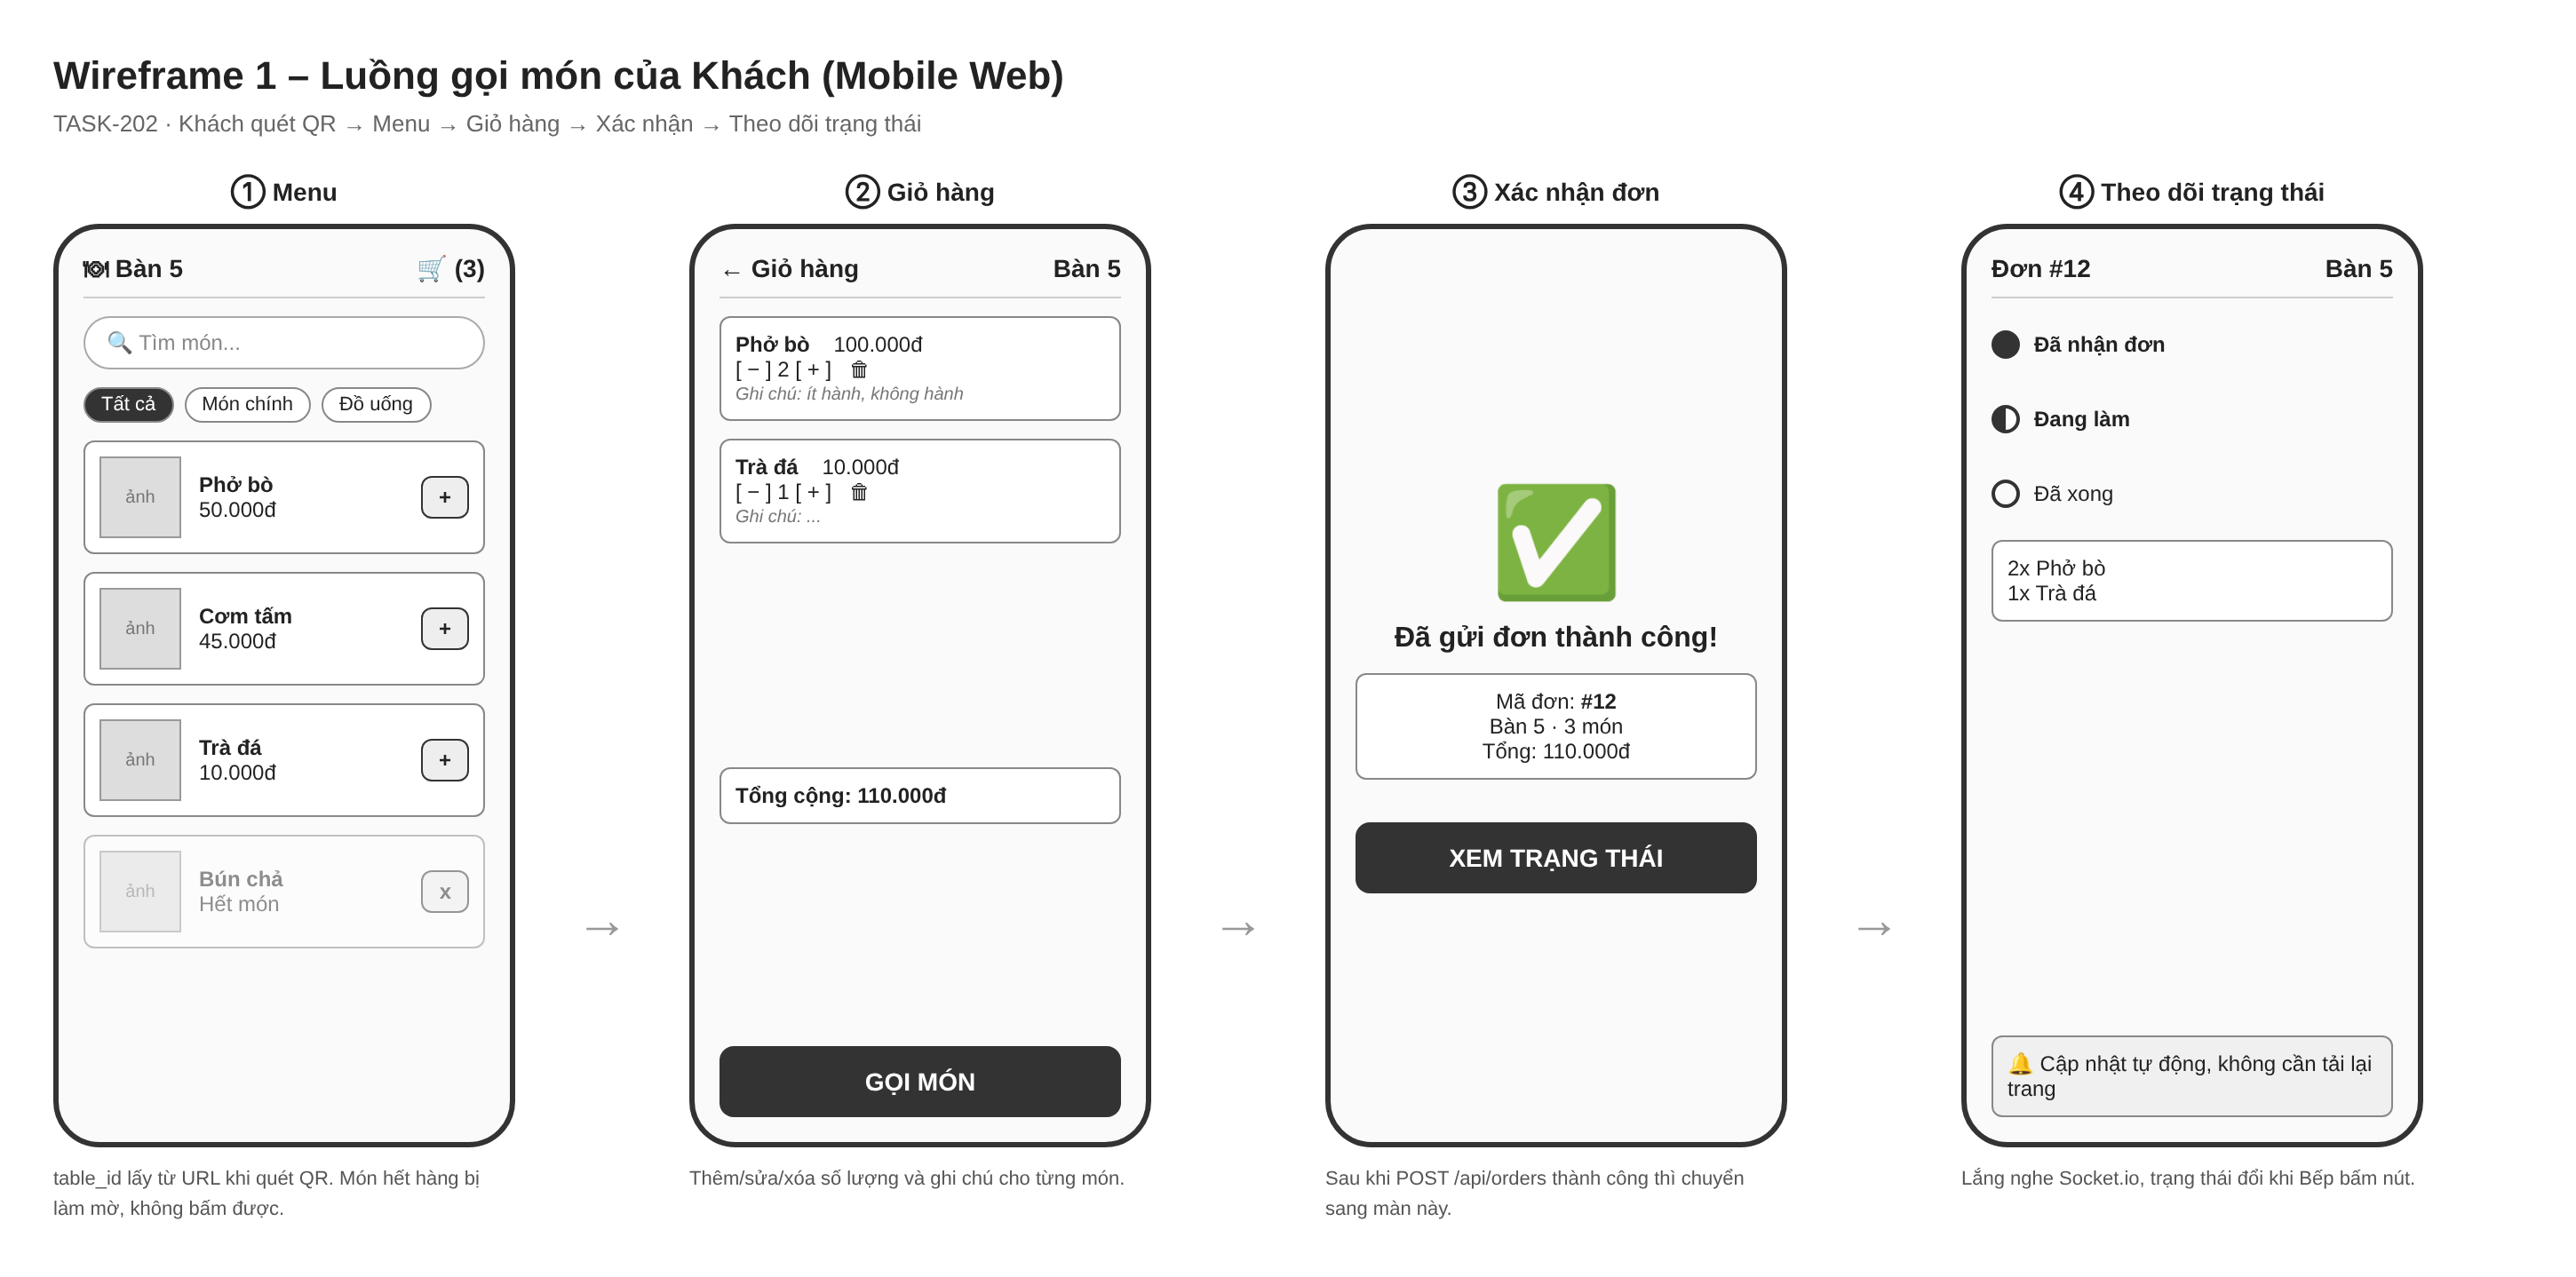 Wireframe 1 – Luồng gọi món của Khách (Mobile Web)
TASK-202 · Khách quét QR → Menu → Giỏ hàng → Xác nhận → Theo dõi trạng thái
① Menu
🍽 Bàn 5 🛒 (3)
🔍 Tìm món...
Tất cả Món chính Đồ uống
ảnh
Phở bò
50.000đ
+
ảnh
Cơm tấm
45.000đ
+
ảnh
Trà đá
10.000đ
+
ảnh
Bún chả
Hết món
x
table_id lấy từ URL khi quét QR. Món hết hàng bị
làm mờ, không bấm được.
→
② Giỏ hàng
← Giỏ hàng Bàn 5
Phở bò 100.000đ
[ − ] 2 [ + ] 🗑
Ghi chú: ít hành, không hành
Trà đá 10.000đ
[ − ] 1 [ + ] 🗑
Ghi chú: ...
Tổng cộng: 110.000đ
GỌI MÓN
Thêm/sửa/xóa số lượng và ghi chú cho từng món.
→
③ Xác nhận đơn
✅
Đã gửi đơn thành công!
Mã đơn: #12
Bàn 5 · 3 món
Tổng: 110.000đ
XEM TRẠNG THÁI
Sau khi POST /api/orders thành công thì chuyển
sang màn này.
→
④ Theo dõi trạng thái
Đơn #12 Bàn 5
Đã nhận đơn
Đang làm
Đã xong
2x Phở bò
1x Trà đá
🔔 Cập nhật tự động, không cần tải lại
trang
Lắng nghe Socket.io, trạng thái đổi khi Bếp bấm nút.